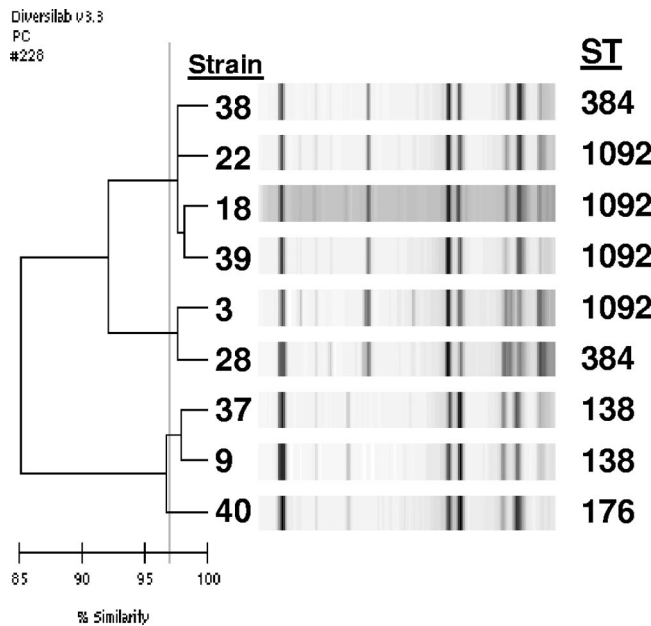 Diversilab v3.3
PC
#228
Strain ST
38 384
22 1092
18 1092
39 1092
3 1092
28 384
37 138
9 138
40 176
85 90 95 100
% Similarity